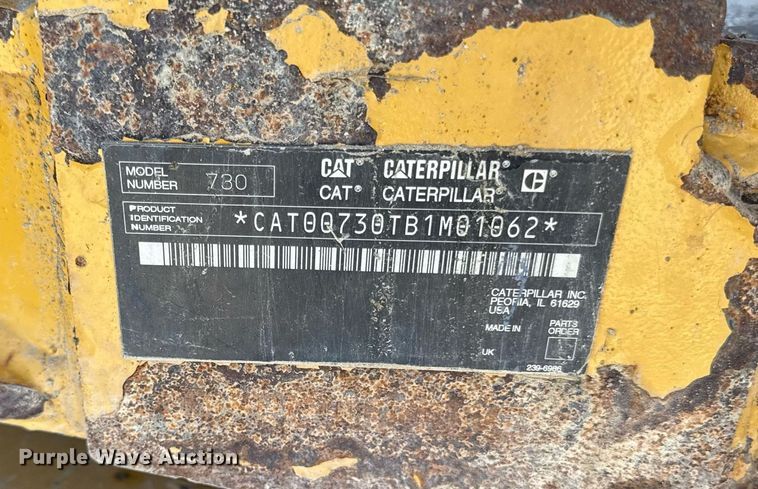 MODEL NUMBER 730
CAT® CATERPILLAR®
CAT® CATERPILLAR®
PRODUCT IDENTIFICATION NUMBER *CAT00730TB1M01062*
CATERPILLAR INC.
PEORIA, IL 61629
USA
MADE IN
PARTS ORDER
UK
239-6986
Purple Wave Auction